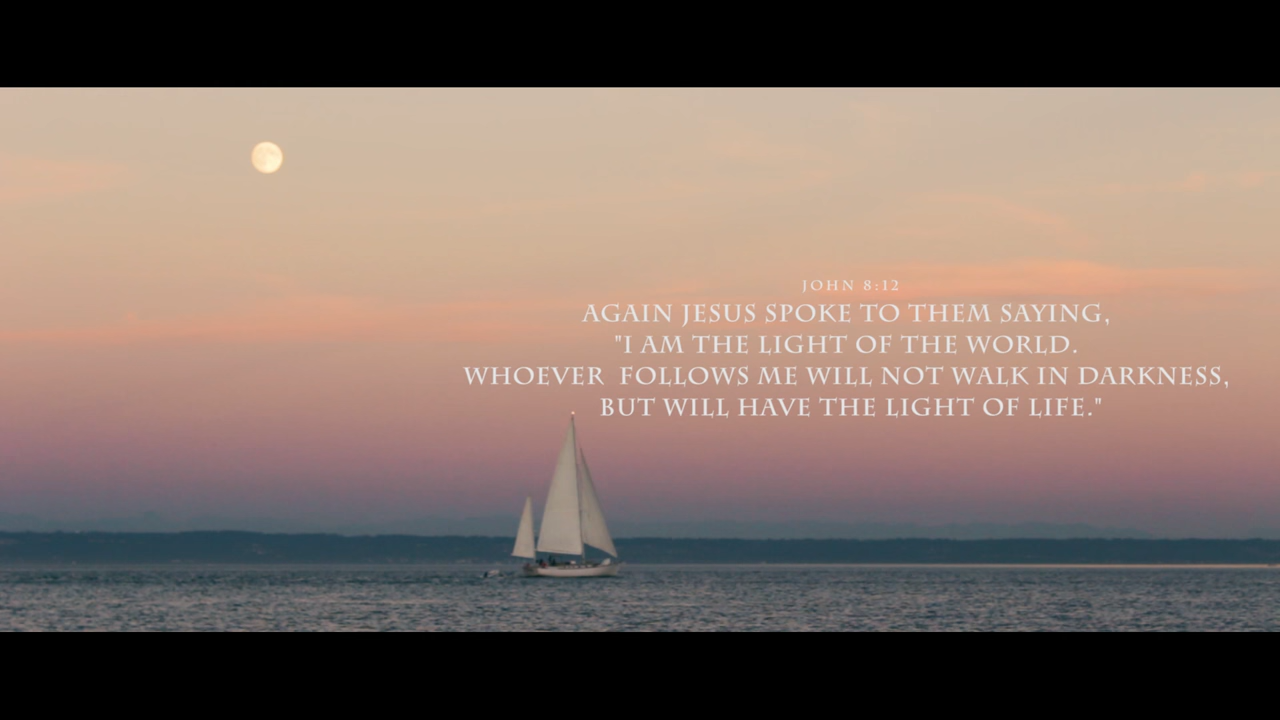 JOHN 8:12
AGAIN JESUS SPOKE TO THEM SAYING,
"I AM THE LIGHT OF THE WORLD.
WHOEVER FOLLOWS ME WILL NOT WALK IN DARKNESS,
BUT WILL HAVE THE LIGHT OF LIFE."